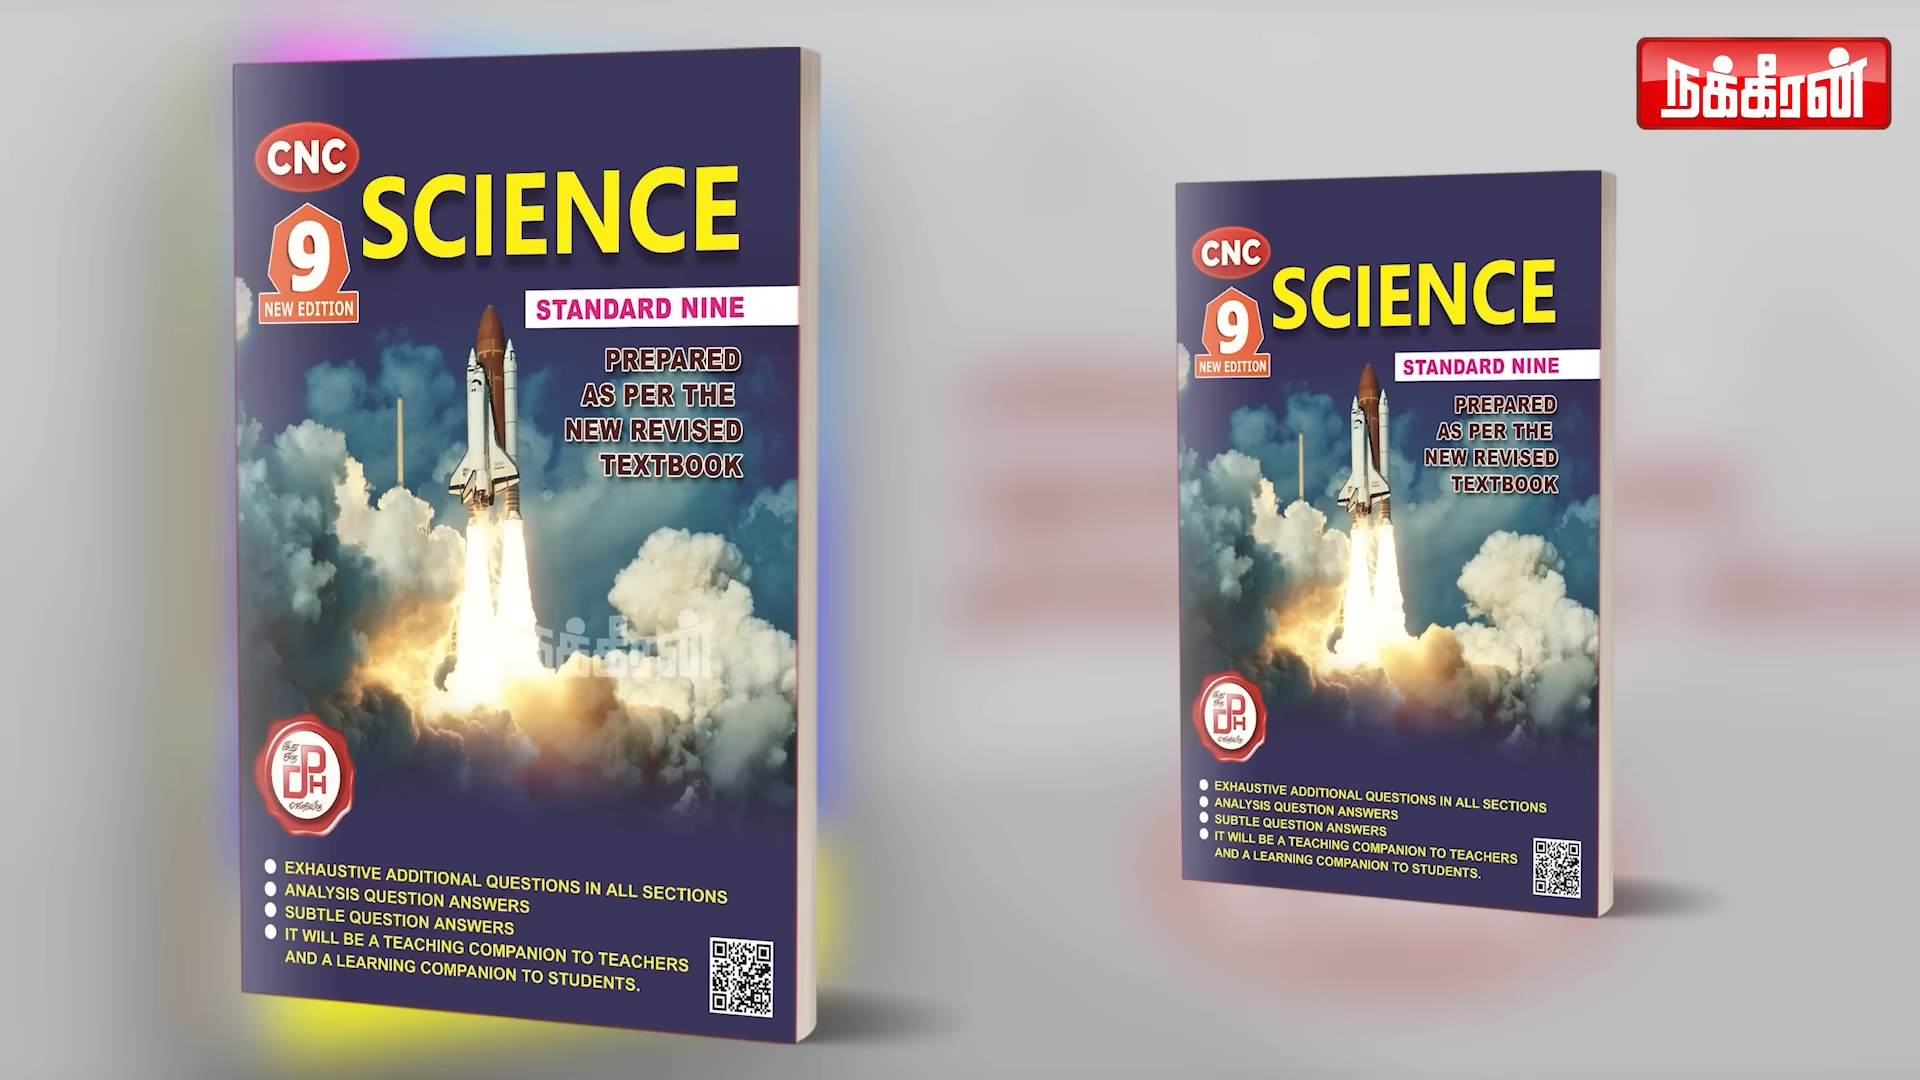 CNC
SCIENCE
9
NEW EDITION
STANDARD NINE
PREPARED
AS PER THE
NEW REVISED
TEXTBOOK
நக்கீரன்
DPH
EXHAUSTIVE ADDITIONAL QUESTIONS IN ALL SECTIONS
ANALYSIS QUESTION ANSWERS
SUBTLE QUESTION ANSWERS
IT WILL BE A TEACHING COMPANION TO TEACHERS
AND A LEARNING COMPANION TO STUDENTS.
நக்கீரன்
CNC
SCIENCE
9
NEW EDITION
STANDARD NINE
PREPARED
AS PER THE
NEW REVISED
TEXTBOOK
DPH
EXHAUSTIVE ADDITIONAL QUESTIONS IN ALL SECTIONS
ANALYSIS QUESTION ANSWERS
SUBTLE QUESTION ANSWERS
IT WILL BE A TEACHING COMPANION TO TEACHERS
AND A LEARNING COMPANION TO STUDENTS.